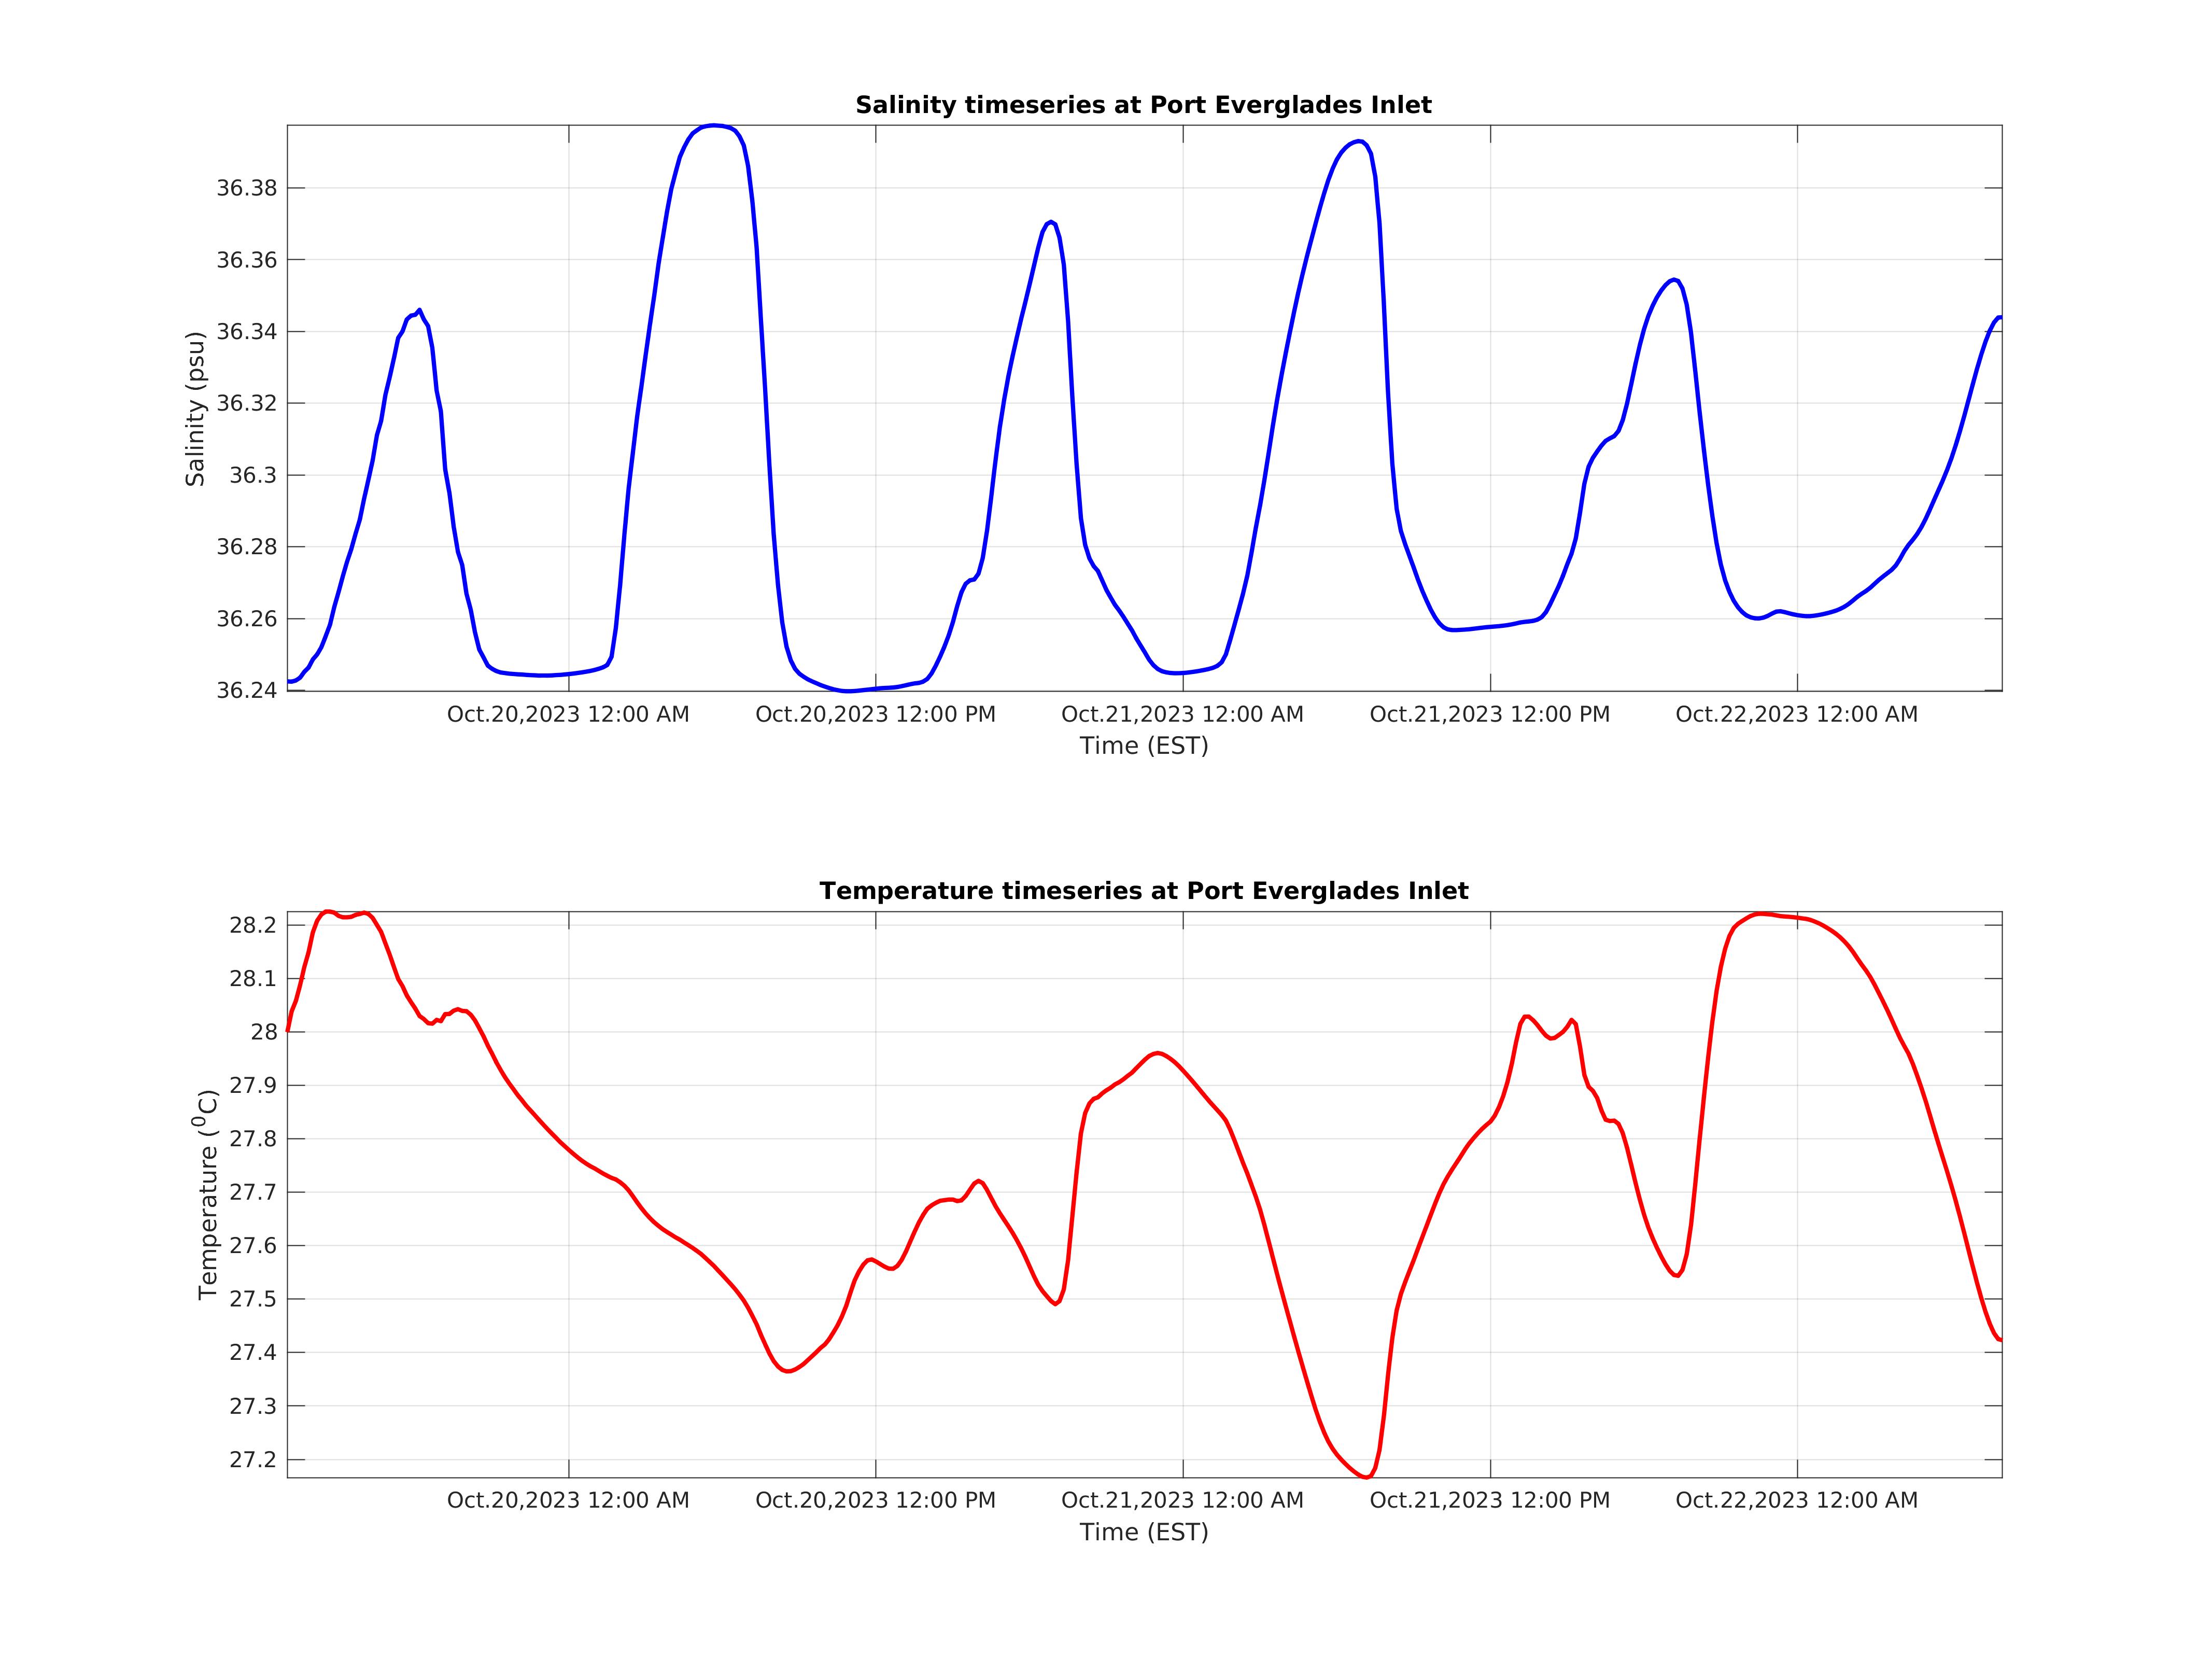 Salinity timeseries at Port Everglades Inlet
Salinity (psu)
36.38
36.36
36.34
36.32
36.3
36.28
36.26
36.24
Oct.20,2023 12:00 AM Oct.20,2023 12:00 PM Oct.21,2023 12:00 AM Oct.21,2023 12:00 PM Oct.22,2023 12:00 AM
Time (EST)
Temperature timeseries at Port Everglades Inlet
Temperature (⁰C)
28.2
28.1
28
27.9
27.8
27.7
27.6
27.5
27.4
27.3
27.2
Oct.20,2023 12:00 AM Oct.20,2023 12:00 PM Oct.21,2023 12:00 AM Oct.21,2023 12:00 PM Oct.22,2023 12:00 AM
Time (EST)